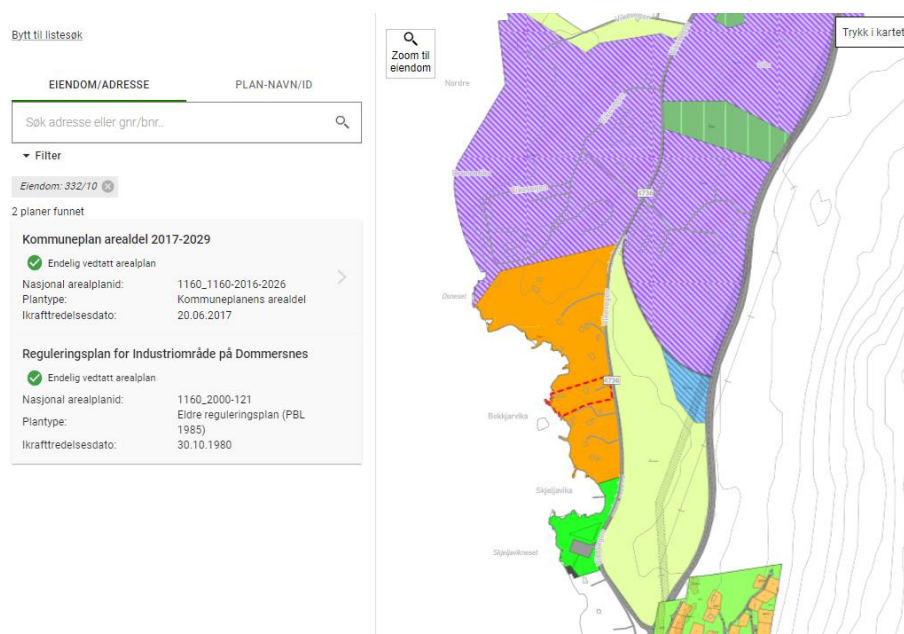 Bytt til listesøk
EIENDOM/ADRESSE
PLAN-NAVN/ID
Søk adresse eller gnr/bnr..
Filter
Eiendom: 332/10
2 planer funnet
Kommuneplan arealdel 2017-2029
Endelig vedtatt arealplan
Nasjonal arealplanid: 1160_1160-2016-2026
Plantype: Kommuneplanens arealdel
Ikrafttredelsesdato: 20.06.2017
Reguleringsplan for Industriområde på Dommersnes
Endelig vedtatt arealplan
Nasjonal arealplanid: 1160_2000-121
Plantype: Eldre reguleringsplan (PBL
1985)
Ikrafttredelsesdato: 30.10.1980
Zoom til
eiendom
Trykk i kartet
Nordre
4736
Osneset
4736
Bekkjarvika
Skjeljavika
Skjeljavikneset